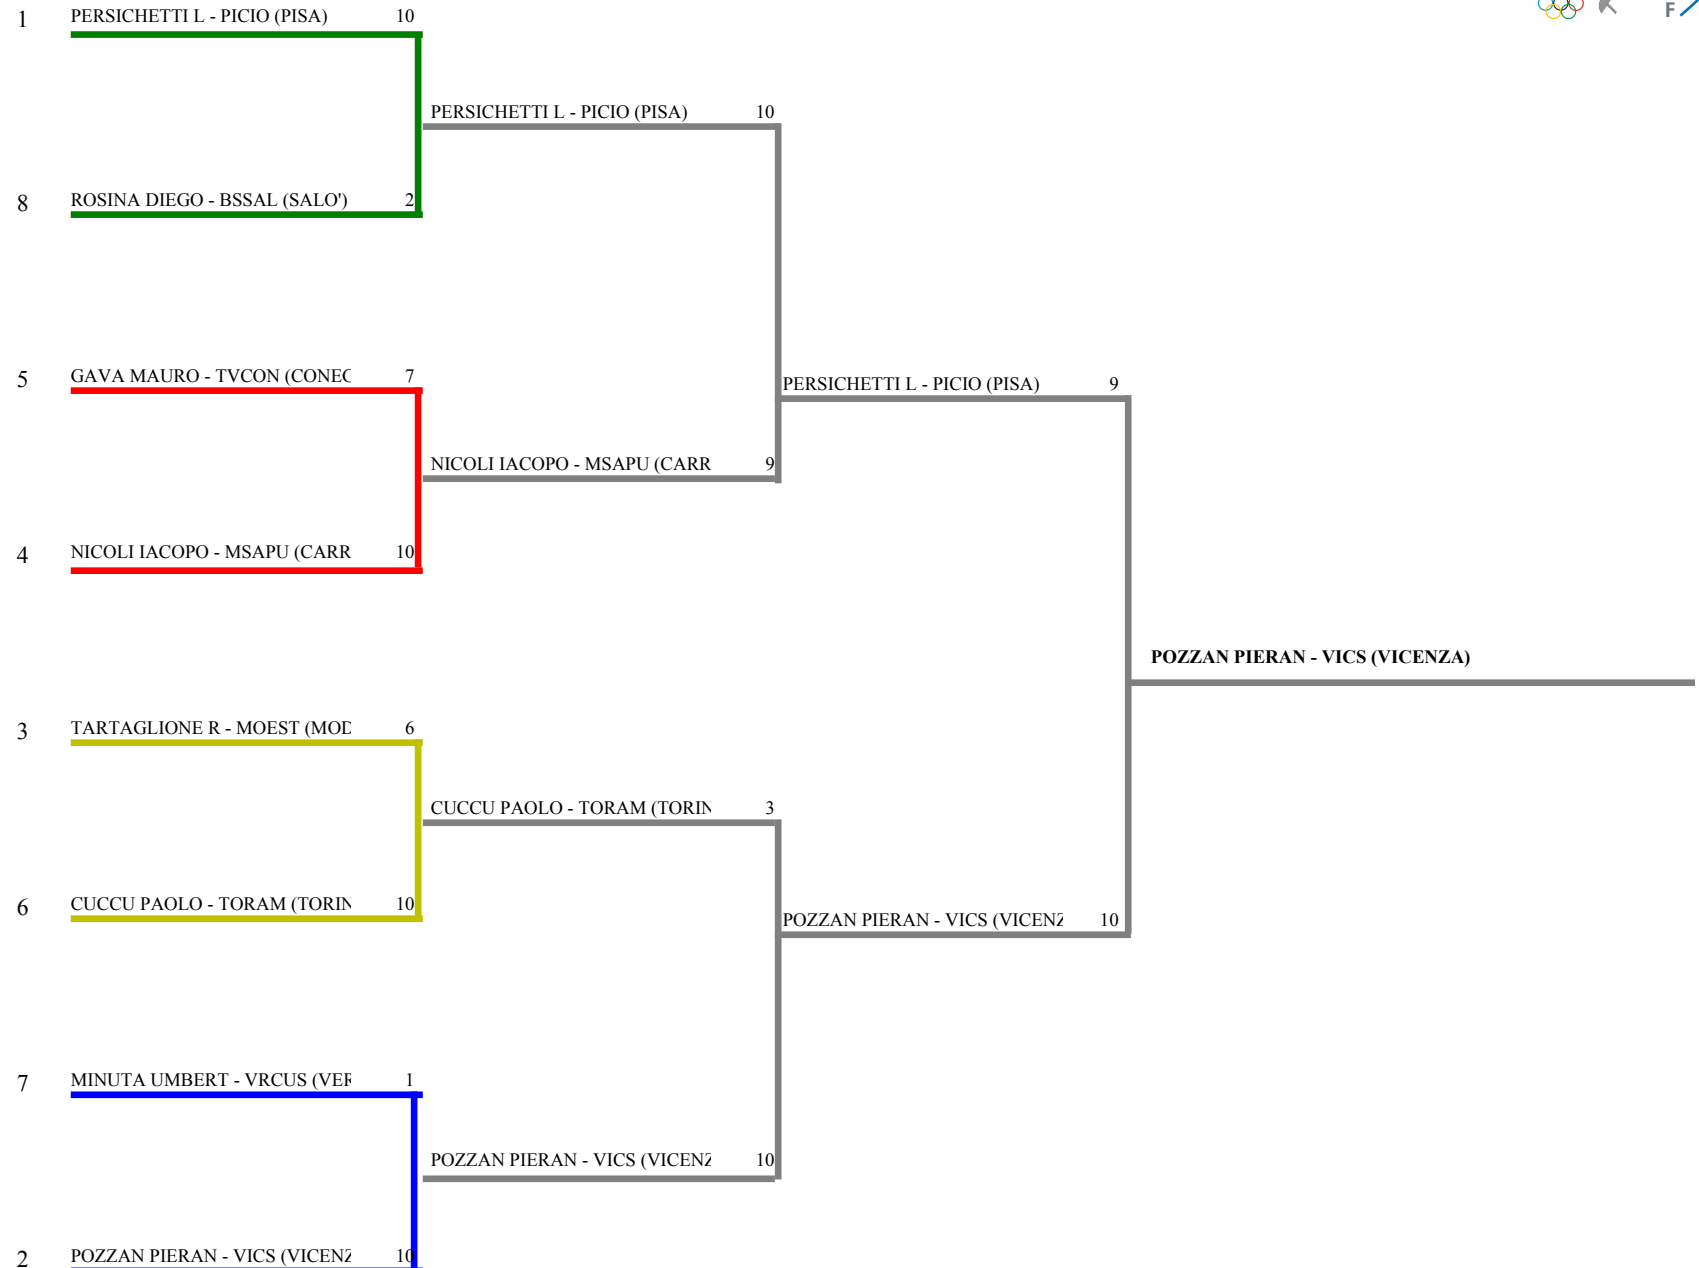 1 PERSICHETTI L - PICIO (PISA) 10
F
PERSICHETTI L - PICIO (PISA) 10
8 ROSINA DIEGO - BSSAL (SALO') 2
5 GAVA MAURO - TVCON (CONEC 7
PERSICHETTI L - PICIO (PISA) 9
NICOLI IACOPO - MSAPU (CARR 9
4 NICOLI IACOPO - MSAPU (CARR 10
POZZAN PIERAN - VICS (VICENZA)
3 TARTAGLIONE R - MOEST (MOD 6
CUCCU PAOLO - TORAM (TORIN 3
6 CUCCU PAOLO - TORAM (TORIN 10
POZZAN PIERAN - VICS (VICENZ 10
7 MINUTA UMBERT - VRCUS (VER 1
POZZAN PIERAN - VICS (VICENZ 10
2 POZZAN PIERAN - VICS (VICENZ 10